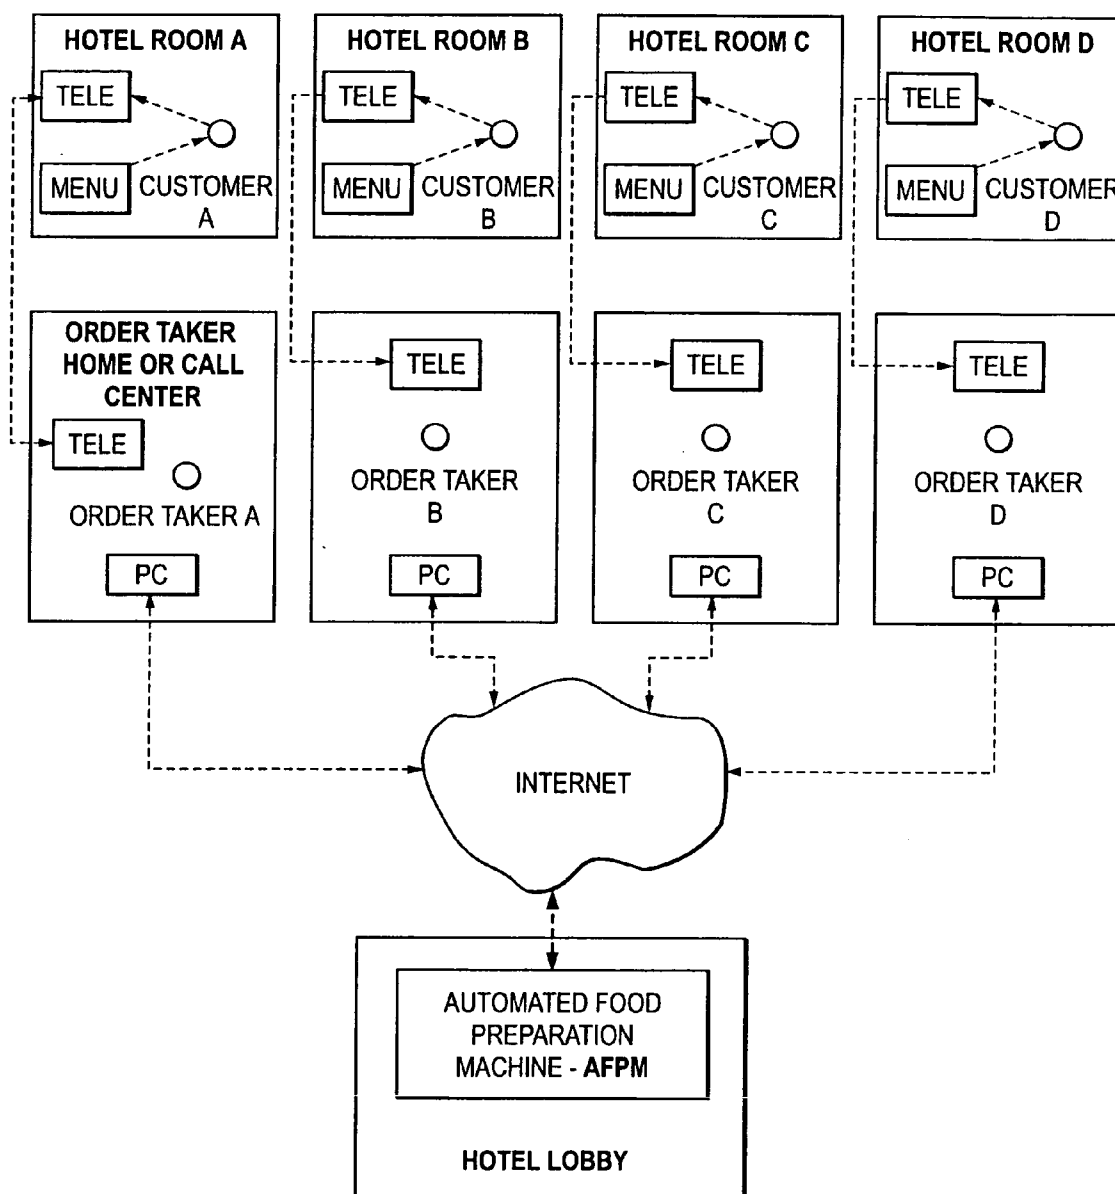 HOTEL ROOM A
TELE
MENU
CUSTOMER
A
HOTEL ROOM B
TELE
MENU
CUSTOMER
B
HOTEL ROOM C
TELE
MENU
CUSTOMER
C
HOTEL ROOM D
TELE
MENU
CUSTOMER
D
ORDER TAKER
HOME OR CALL
CENTER
TELE
ORDER TAKER A
PC
TELE
ORDER TAKER
B
PC
TELE
ORDER TAKER
C
PC
TELE
ORDER TAKER
D
PC
INTERNET
AUTOMATED FOOD
PREPARATION
MACHINE - AFPM
HOTEL LOBBY